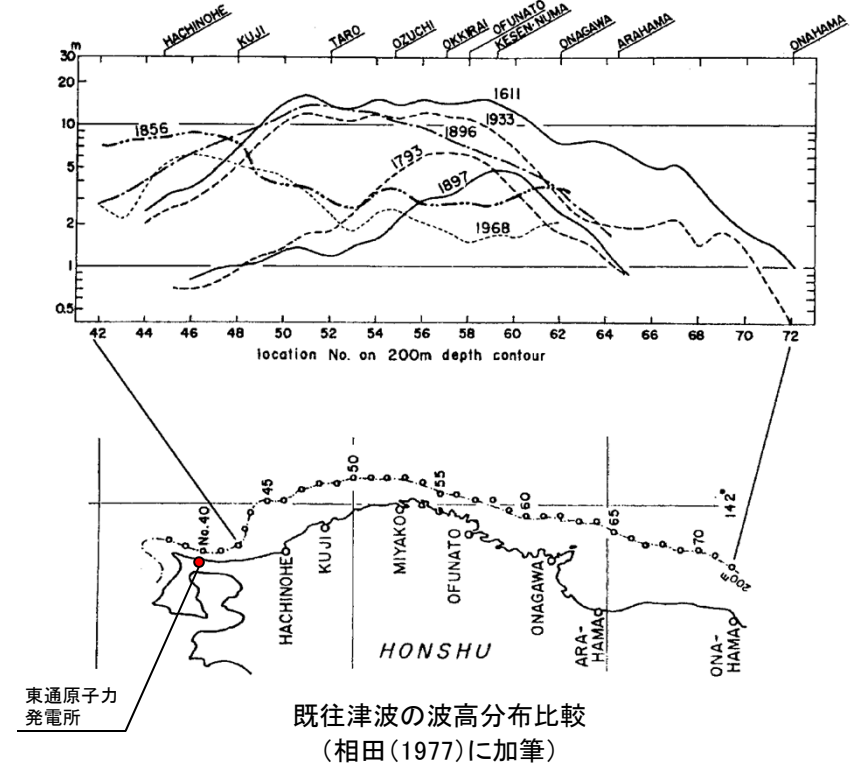 HACHINOHE
KUJI
TARO
OZUCHI
OKKIRAI
OFUNATO
KESEN-NUMA
ONAGAWA
ARAHAMA
ONAHAMA
m
30
20
10
5
2
1
0.5
1856
1611
1933
1896
1793
1897
1968
42 44 46 48 50 52 54 56 58 60 62 64 66 68 70 72
location No. on 200m depth contour
No.40
45
50
55
60
65
70
142°
200m
HACHINOHE
KUJI
MIYAKO
OFUNATO
ONAGAWA
ARA-
HAMA
ONA-
HAMA
HONSHU
東通原子力
発電所
既往津波の波高分布比較
(相田(1977)に加筆)